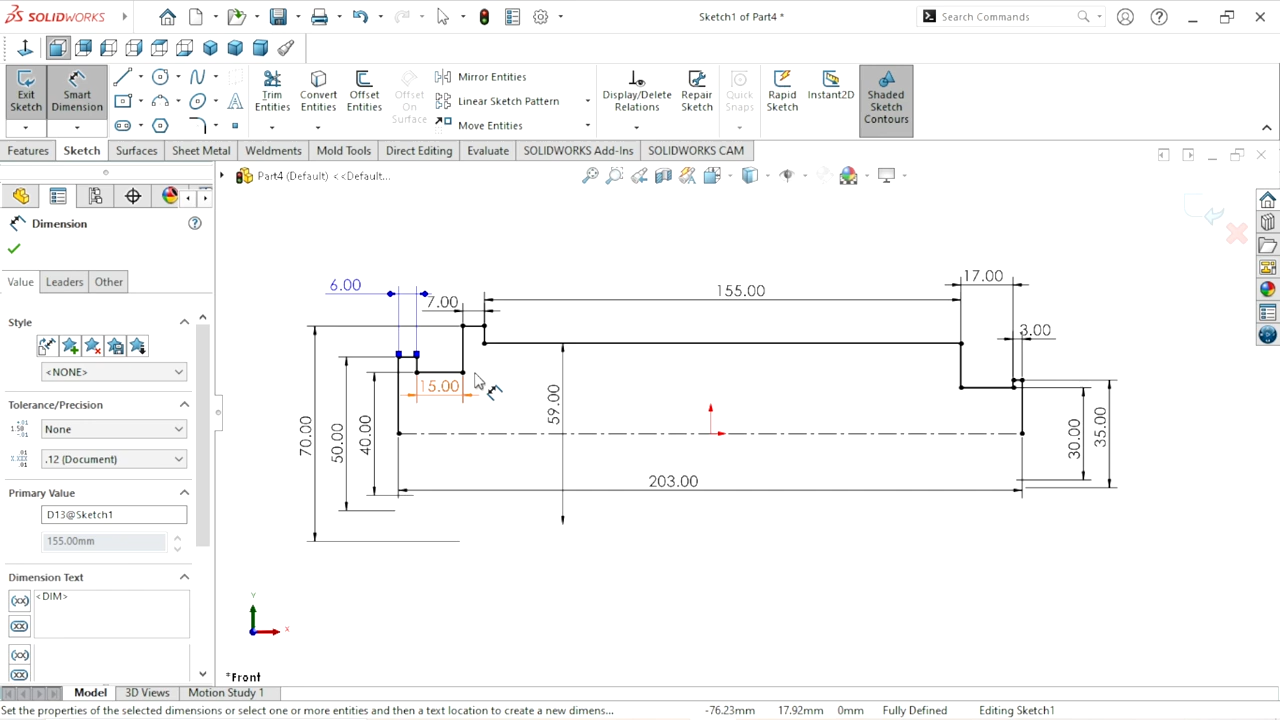 SOLIDWORKS
Sketch1 of Part4 *
Search Commands
Exit Sketch
Smart Dimension
Trim Entities
Convert Entities
Offset Entities
Offset On Surface
Mirror Entities
Linear Sketch Pattern
Move Entities
Display/Delete Relations
Repair Sketch
Quick Snaps
Rapid Sketch
Instant2D
Shaded Sketch Contours
Features Sketch Surfaces Sheet Metal Weldments Mold Tools Direct Editing Evaluate SOLIDWORKS Add-Ins SOLIDWORKS CAM
Part4 (Default) <<Default...
Dimension
Value Leaders Other
Style
<NONE>
Tolerance/Precision
None
.12 (Document)
Primary Value
D13@Sketch1
155.00mm
Dimension Text
<DIM>
6.00
7.00
155.00
17.00
3.00
15.00
70.00
50.00
40.00
59.00
30.00
35.00
203.00
Y
X
*Front
Model 3D Views Motion Study 1
Set the properties of the selected dimensions or select one or more entities and then a text location to create a new dimens...
-76.23mm 17.92mm 0mm Fully Defined Editing Sketch1